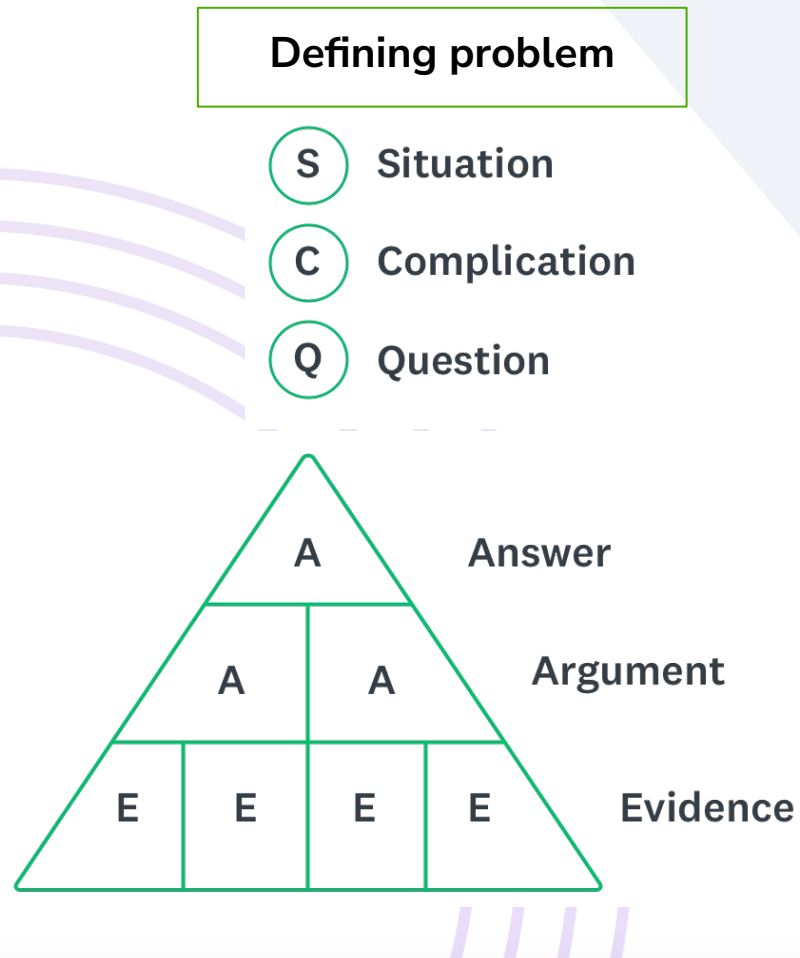 Defining problem
S Situation
C Complication
Q Question
A Answer
A A Argument
E E E E Evidence